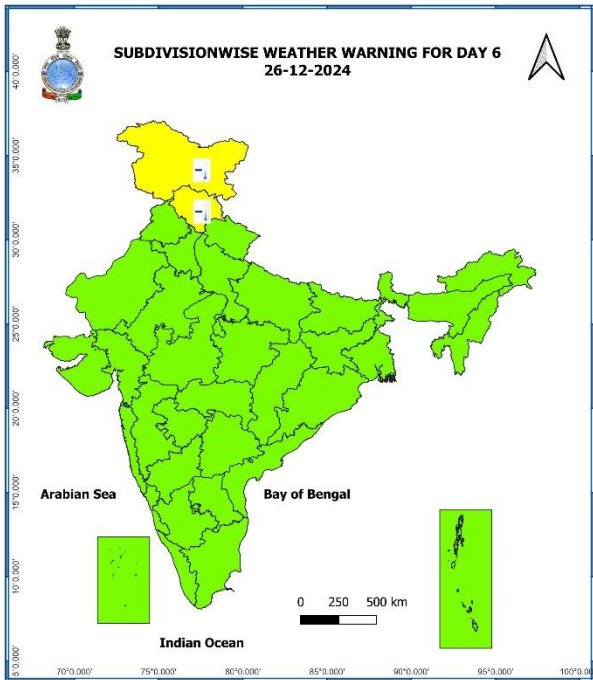 SUBDIVISIONWISE WEATHER WARNING FOR DAY 6
26-12-2024
40°0.000'
35°0.000'
30°0.000'
25°0.000'
20°0.000'
15°0.000'
10°0.000'
5°0.000'
Arabian Sea
Bay of Bengal
0 250 500 km
Indian Ocean
70°0.000' 75°0.000' 80°0.000' 85°0.000' 90°0.000' 95°0.000' 100°0.000'